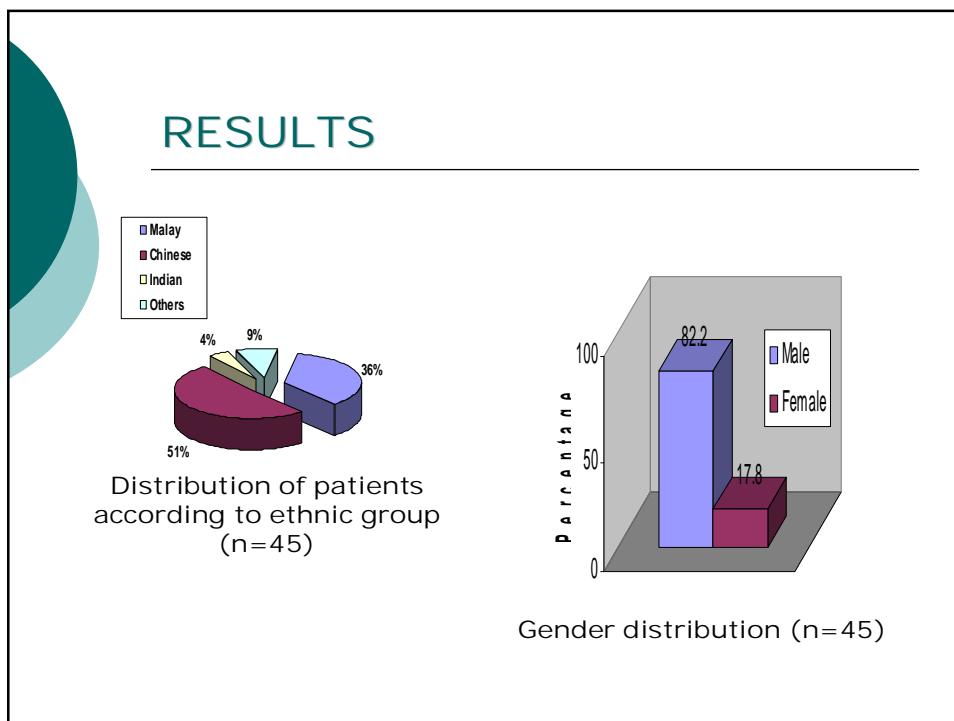 RESULTS
Malay
Chinese
Indian
Others
4%
9%
36%
51%
Distribution of patients
according to ethnic group
(n=45)
Percentage
100
50
0
82.2
17.8
Male
Female
Gender distribution (n=45)